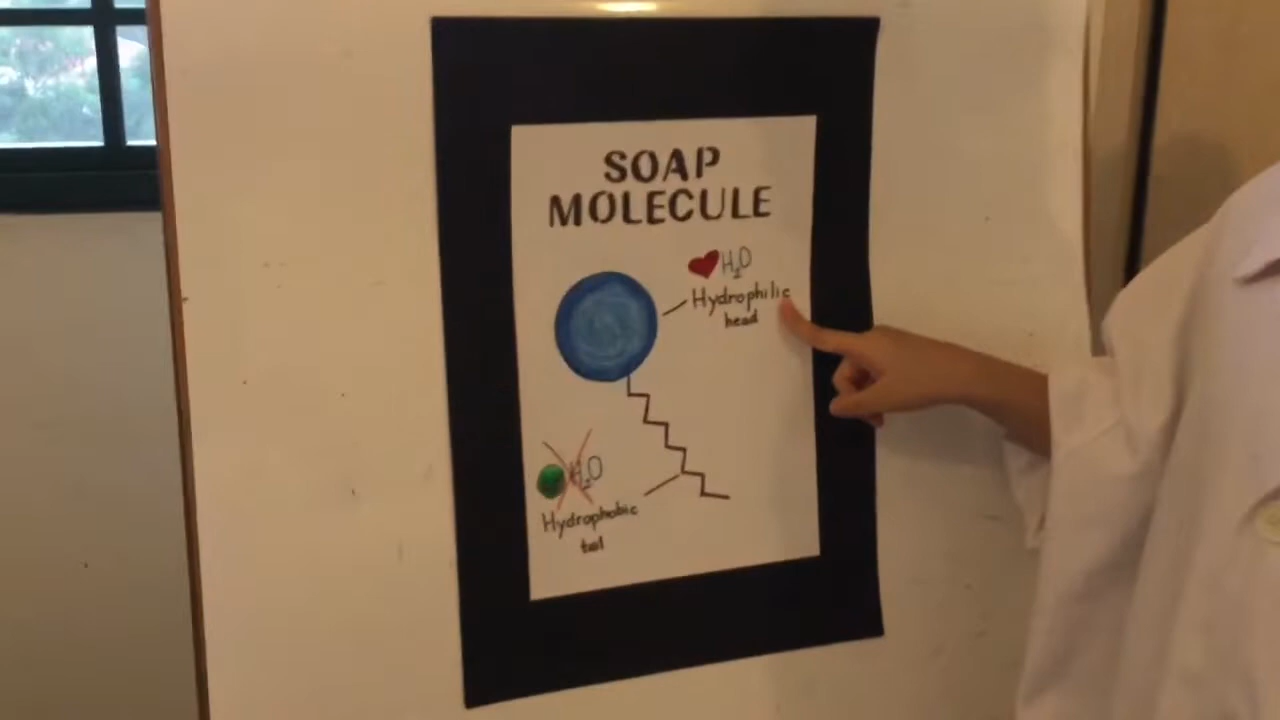 SOAP
MOLECULE
H₂O
Hydrophilic
head
H₂O
Hydrophobic
tail